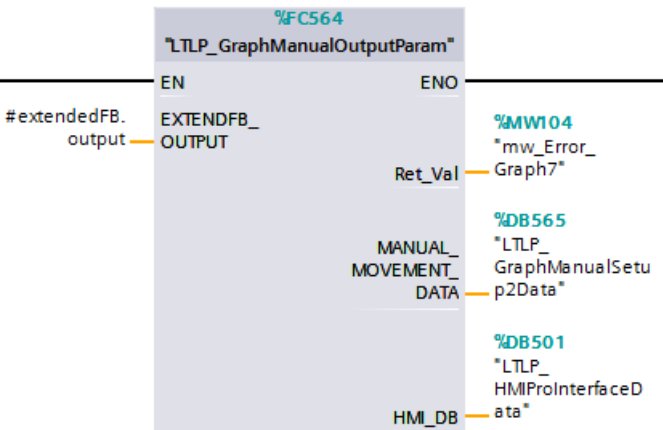 %FC564
"LTLP_GraphManualOutputParam"
EN
ENO
#extendedFB.
output
EXTENDFB_
OUTPUT
Ret_Val
%MW104
"mw_Error_
Graph7"
MANUAL_
MOVEMENT_
DATA
%DB565
"LTLP_
GraphManualSetu
p2Data"
HMI_DB
%DB501
"LTLP_
HMIProInterfaceD
ata"